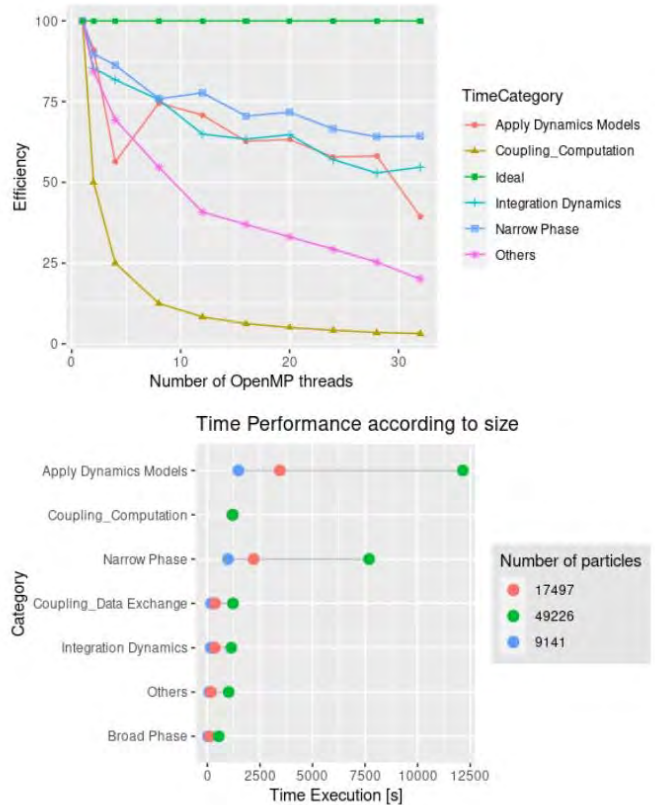 100
75
50
25
0
Efficiency
0 10 20 30
Number of OpenMP threads
TimeCategory
Apply Dynamics Models
Coupling_Computation
Ideal
Integration Dynamics
Narrow Phase
Others
Time Performance according to size
Apply Dynamics Models
Coupling_Computation
Narrow Phase
Coupling_Data Exchange
Integration Dynamics
Others
Broad Phase
Category
0 2500 5000 7500 10000 12500
Time Execution [s]
Number of particles
17497
49226
9141